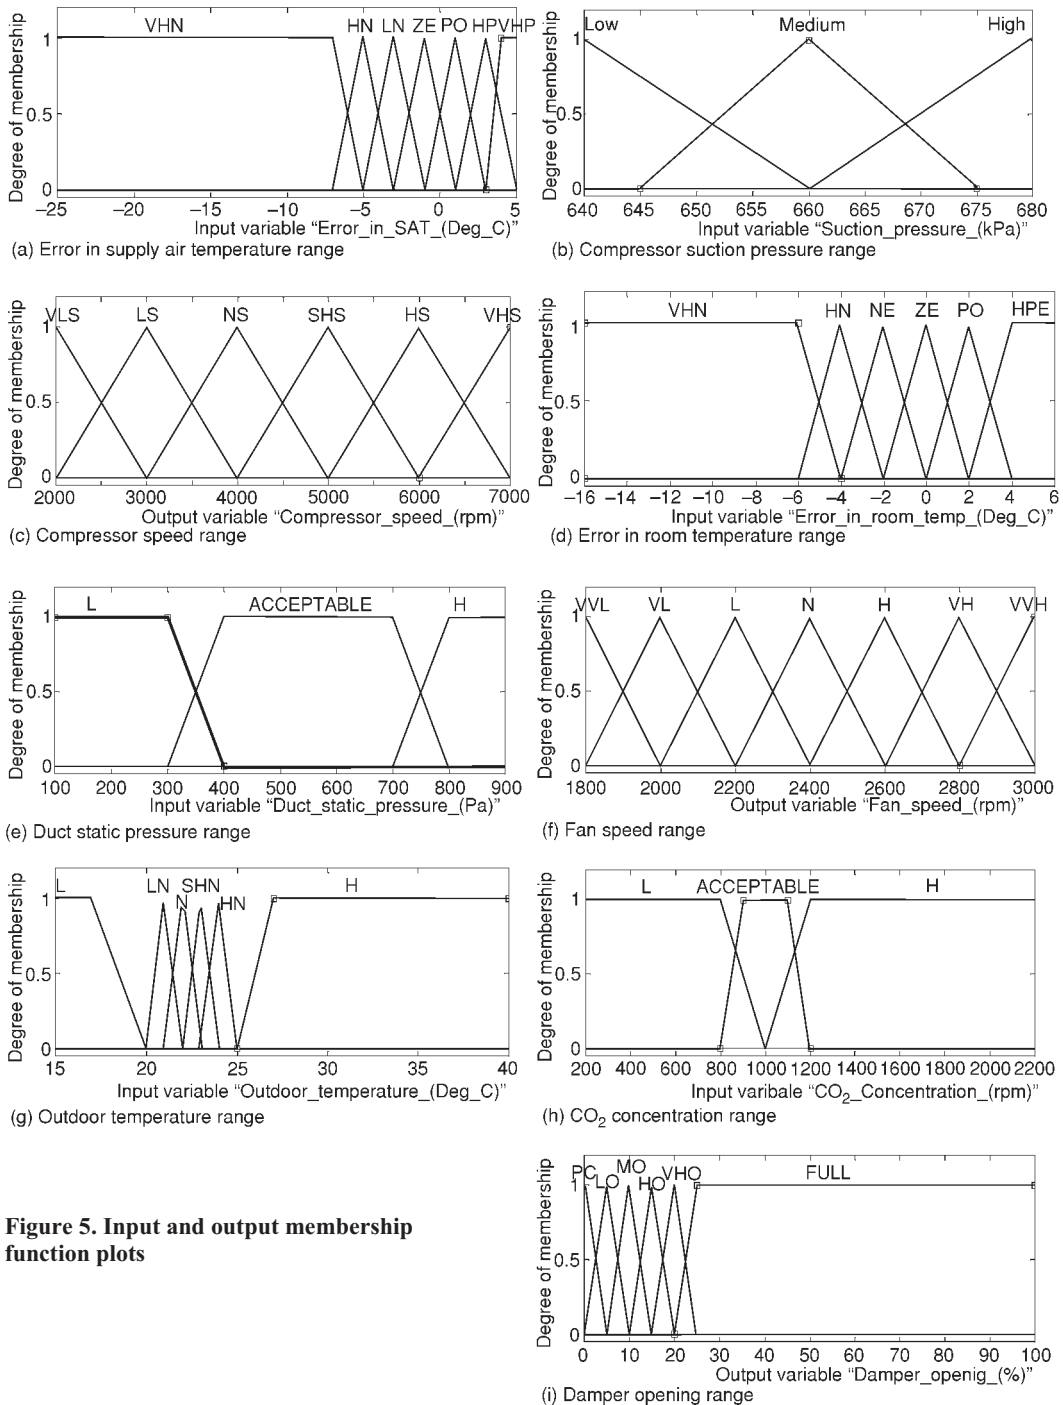 VHN HN LN ZE PO HP VHP
Degree of membership
1
0.5
0
−25 −20 −15 −10 −5 0 5
Input variable “Error_in_SAT_(Deg_C)”
(a) Error in supply air temperature range
Low Medium High
Degree of membership
1
0.5
0
640 645 650 655 660 665 670 675 680
Input variable “Suction_pressure_(kPa)”
(b) Compressor suction pressure range
VLS LS NS SHS HS VHS
Degree of membership
1
0.5
0
2000 3000 4000 5000 6000 7000
Output variable “Compressor_speed_(rpm)”
(c) Compressor speed range
VHN HN NE ZE PO HPE
Degree of membership
1
0.5
0
−16 −14 −12 −10 −8 −6 −4 −2 0 2 4 6
Input variable “Error_in_room_temp_(Deg_C)”
(d) Error in room temperature range
L ACCEPTABLE H
Degree of membership
1
0.5
0
100 200 300 400 500 600 700 800 900
Input variable “Duct_static_pressure_(Pa)”
(e) Duct static pressure range
VVL VL L N H VH VVH
Degree of membership
1
0.5
0
1800 2000 2200 2400 2600 2800 3000
Output variable “Fan_speed_(rpm)”
(f) Fan speed range
L LN N SHN HN H
Degree of membership
1
0.5
0
15 20 25 30 35 40
Input variable “Outdoor_temperature_(Deg_C)”
(g) Outdoor temperature range
L ACCEPTABLE H
Degree of membership
1
0.5
0
200 400 600 800 1000 1200 1400 1600 1800 2000 2200
Input varibale “CO2_Concentration_(rpm)”
(h) CO2 concentration range
PC LO MO HO VHO FULL
Degree of membership
1
0.5
0
0 10 20 30 40 50 60 70 80 90 100
Output variable “Damper_openig_(%)”
(i) Damper opening range
Figure 5. Input and output membership
function plots